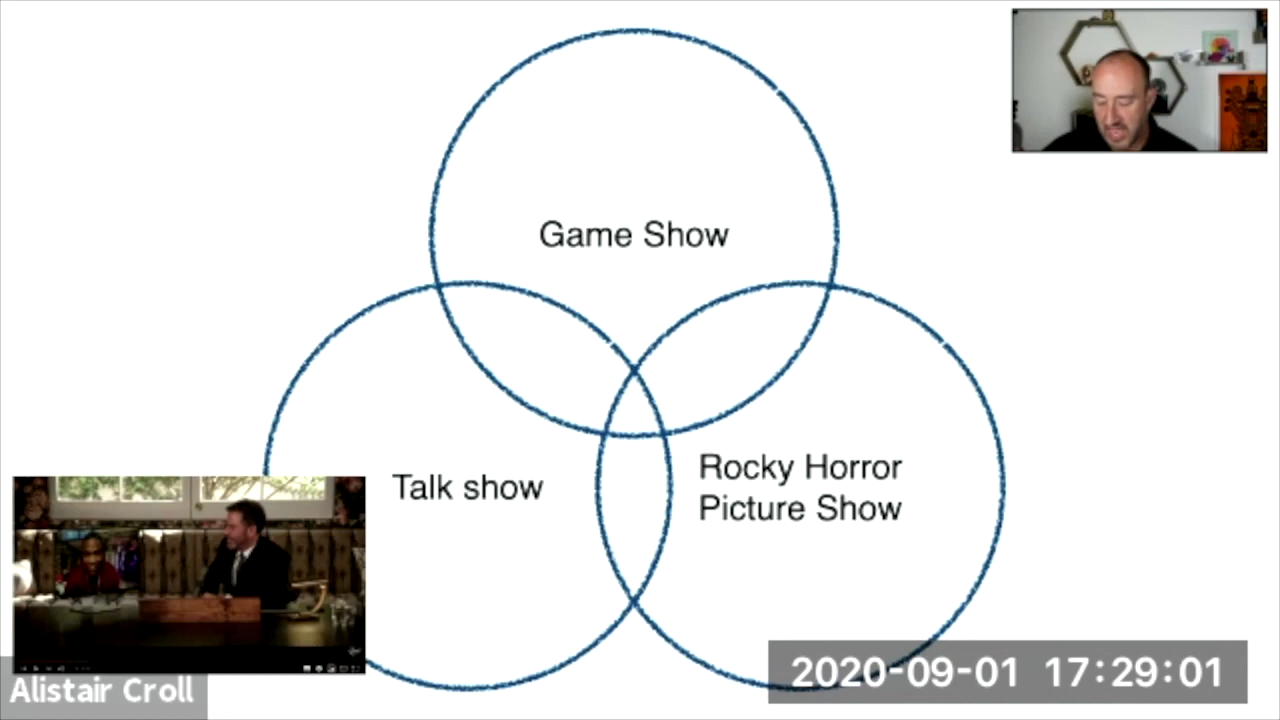 Game Show
Talk show
Rocky Horror
Picture Show
Alistair Croll
2020-09-01 17:29:01